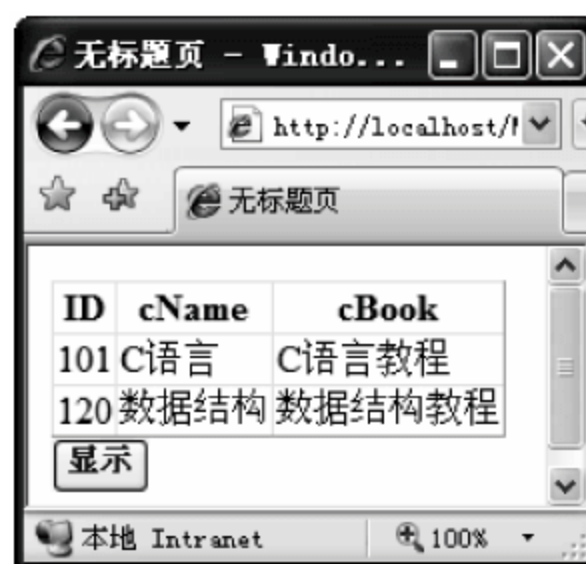 无标题页 - Windo...
http://localhost/
无标题页
ID cName cBook
101 C语言 C语言教程
120 数据结构 数据结构教程
显示
本地 Intranet 100%